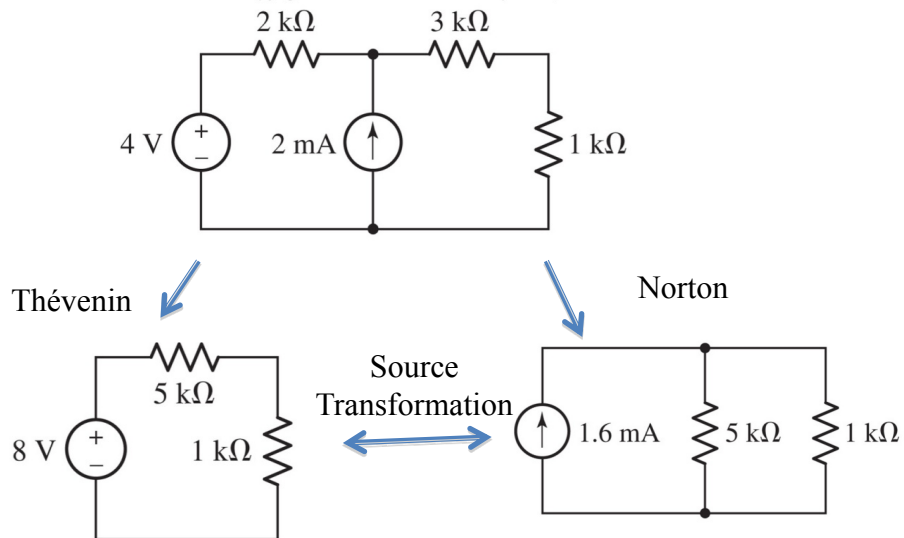 2 kΩ 3 kΩ
4 V + − 2 mA 1 kΩ
Thévenin Norton
Source
Transformation
5 kΩ
8 V + − 1 kΩ 1.6 mA 5 kΩ 1 kΩ